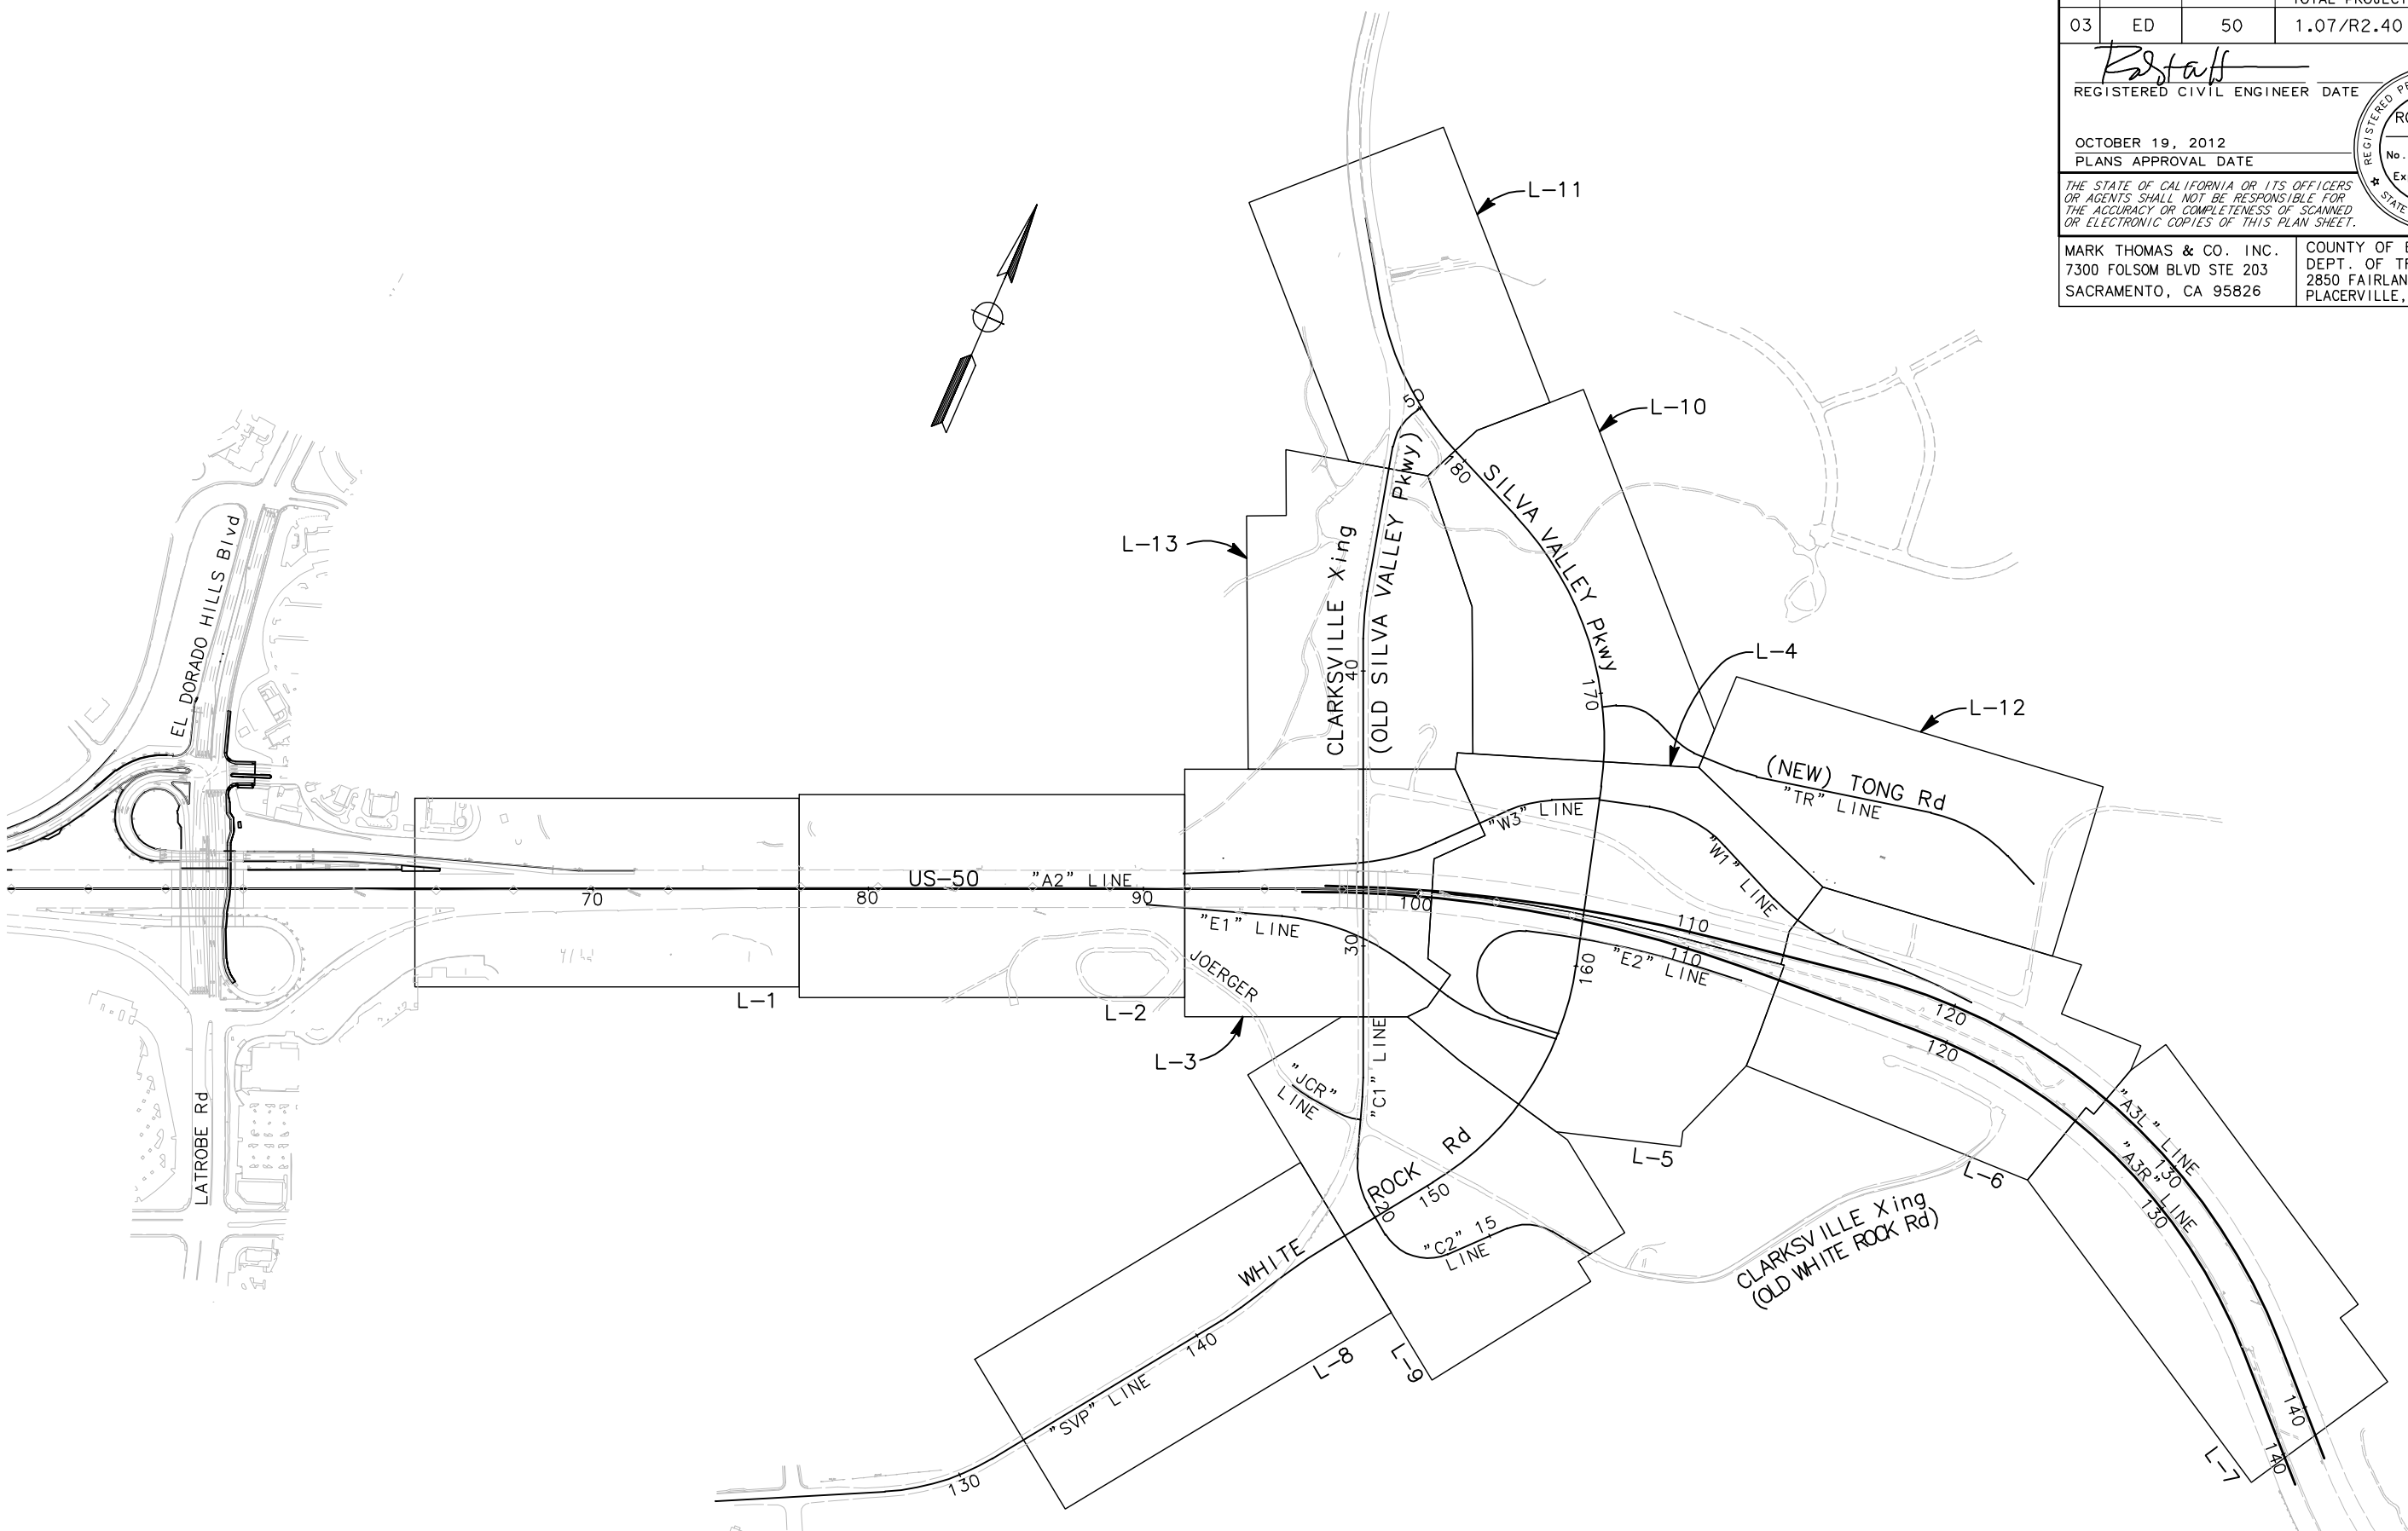 TOTAL PROJECT
03 ED 50 1.07/R2.40
REGISTERED CIVIL ENGINEER DATE
OCTOBER 19, 2012
PLANS APPROVAL DATE
THE STATE OF CALIFORNIA OR ITS OFFICERS
OR AGENTS SHALL NOT BE RESPONSIBLE FOR
THE ACCURACY OR COMPLETENESS OF SCANNED
OR ELECTRONIC COPIES OF THIS PLAN SHEET.
REGISTERED
No.
STATE
MARK THOMAS & CO. INC.
7300 FOLSOM BLVD STE 203
SACRAMENTO, CA 95826
COUNTY OF
DEPT. OF
2850
PLACERVILLE,
L-11
L-10
50
180
SILVA VALLEY Pkwy
L-13
CLARKSVILLE Xing
(OLD SILVA VALLEY Pkwy)
EL DORADO HILLS Blvd
40
170
L-4
L-12
(NEW) TONG Rd
"TR" LINE
"W3" LINE
"W1" LINE
US-50
"A2" LINE
70
80
90
100
110
110
"E1" LINE
30
"E2" LINE
160
JOERGER
L-1
L-2
L-3
120
120
"C1" LINE
"JCR"
LINE
LATROBE Rd
"A3L" LINE
130
"A3R" LINE
130
L-5
L-6
WHITE ROCK Rd
150
20
"C2" 15
LINE
CLARKSVILLE Xing
(OLD WHITE ROCK Rd)
140
L-8
L-9
"SVP" LINE
130
140
140
L-7